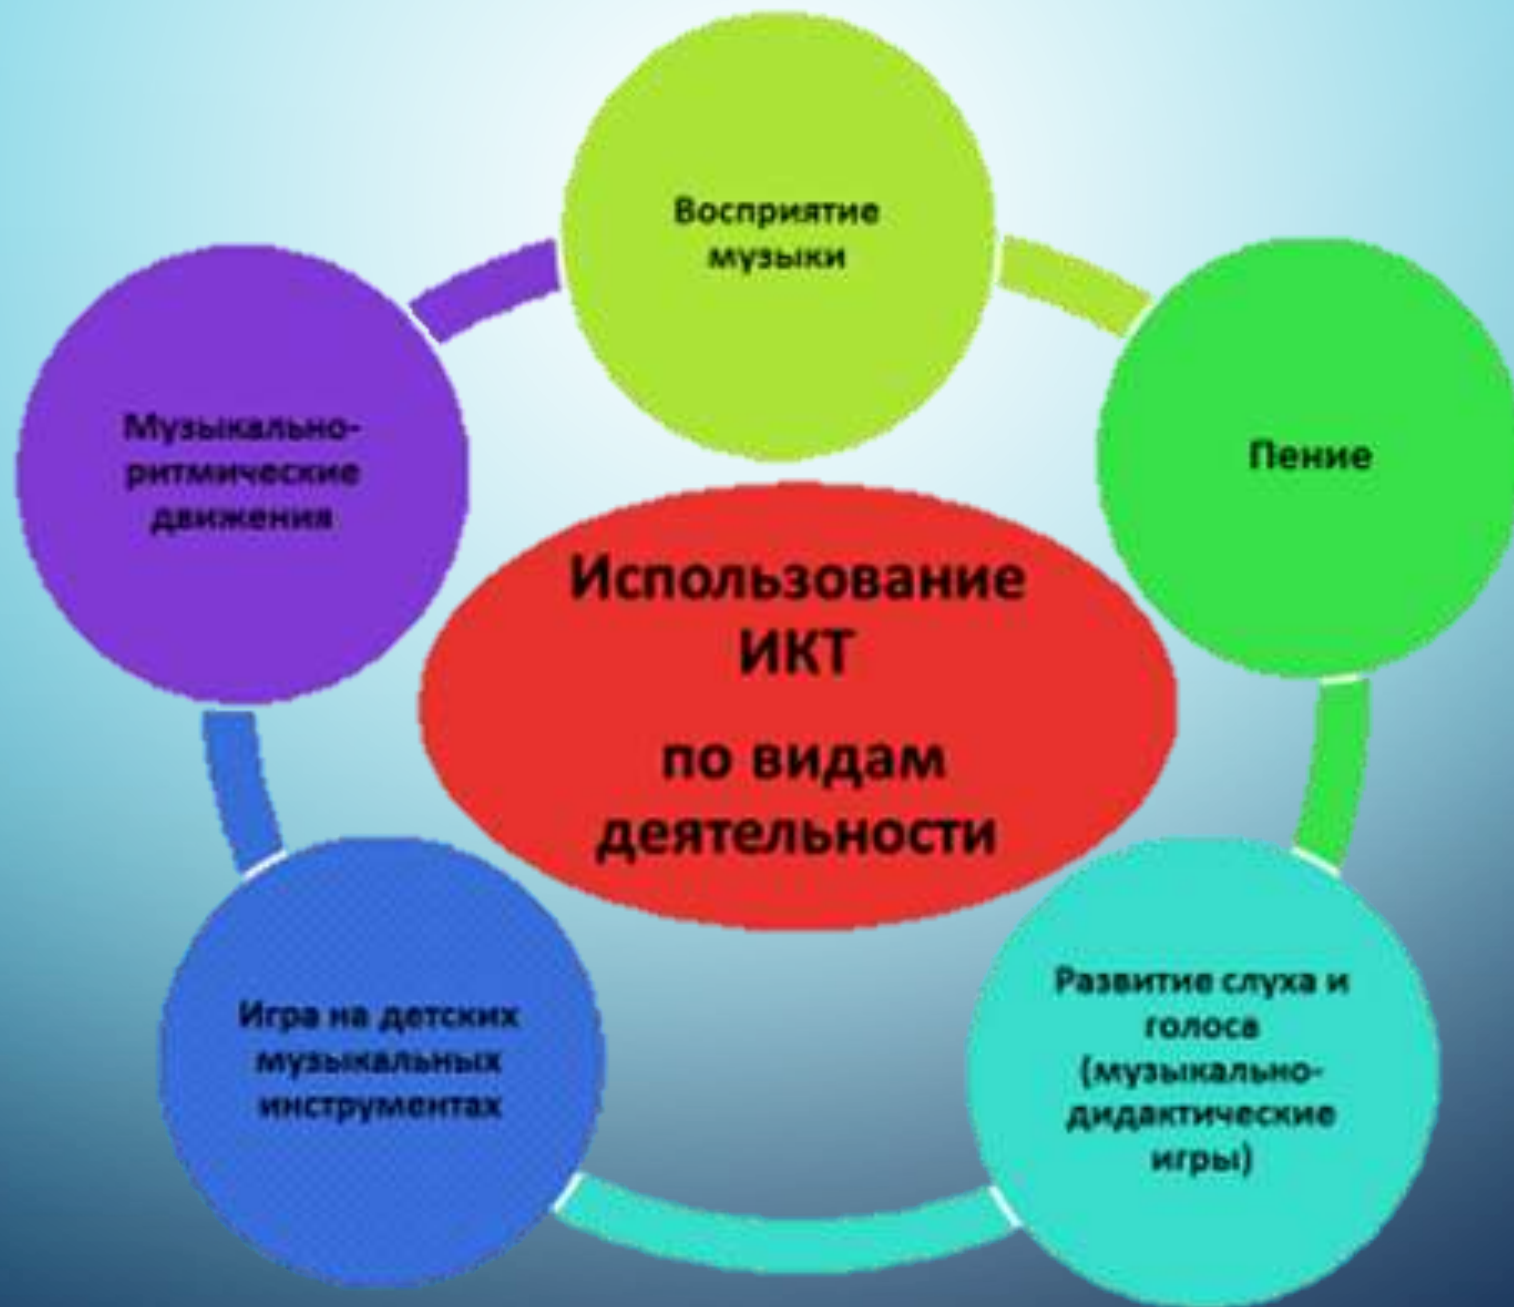 Восприятие
музыки
Пение
Музыкально-
ритмические
движения
Использование
ИКТ
по видам
деятельности
Развитие слуха и
голоса
(музыкально-
дидактические
игры)
Игра на детских
музыкальных
инструментах